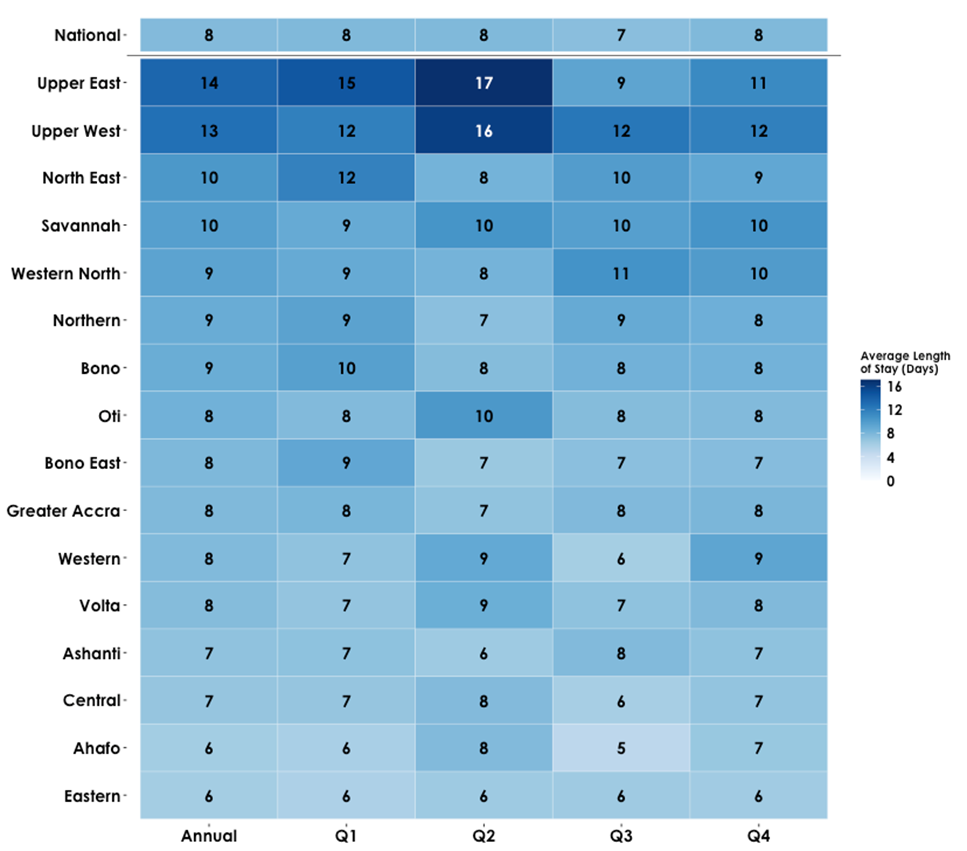 National 8 8 8 7 8
Upper East 14 15 17 9 11
Upper West 13 12 16 12 12
North East 10 12 8 10 9
Savannah 10 9 10 10 10
Western North 9 9 8 11 10
Northern 9 9 7 9 8
Bono 9 10 8 8 8
Oti 8 8 10 8 8
Bono East 8 9 7 7 7
Greater Accra 8 8 7 8 8
Western 8 7 9 6 9
Volta 8 7 9 7 8
Ashanti 7 7 6 8 7
Central 7 7 8 6 7
Ahafo 6 6 8 5 7
Eastern 6 6 6 6 6
Annual Q1 Q2 Q3 Q4
Average Length
of Stay (Days)
16
12
8
4
0